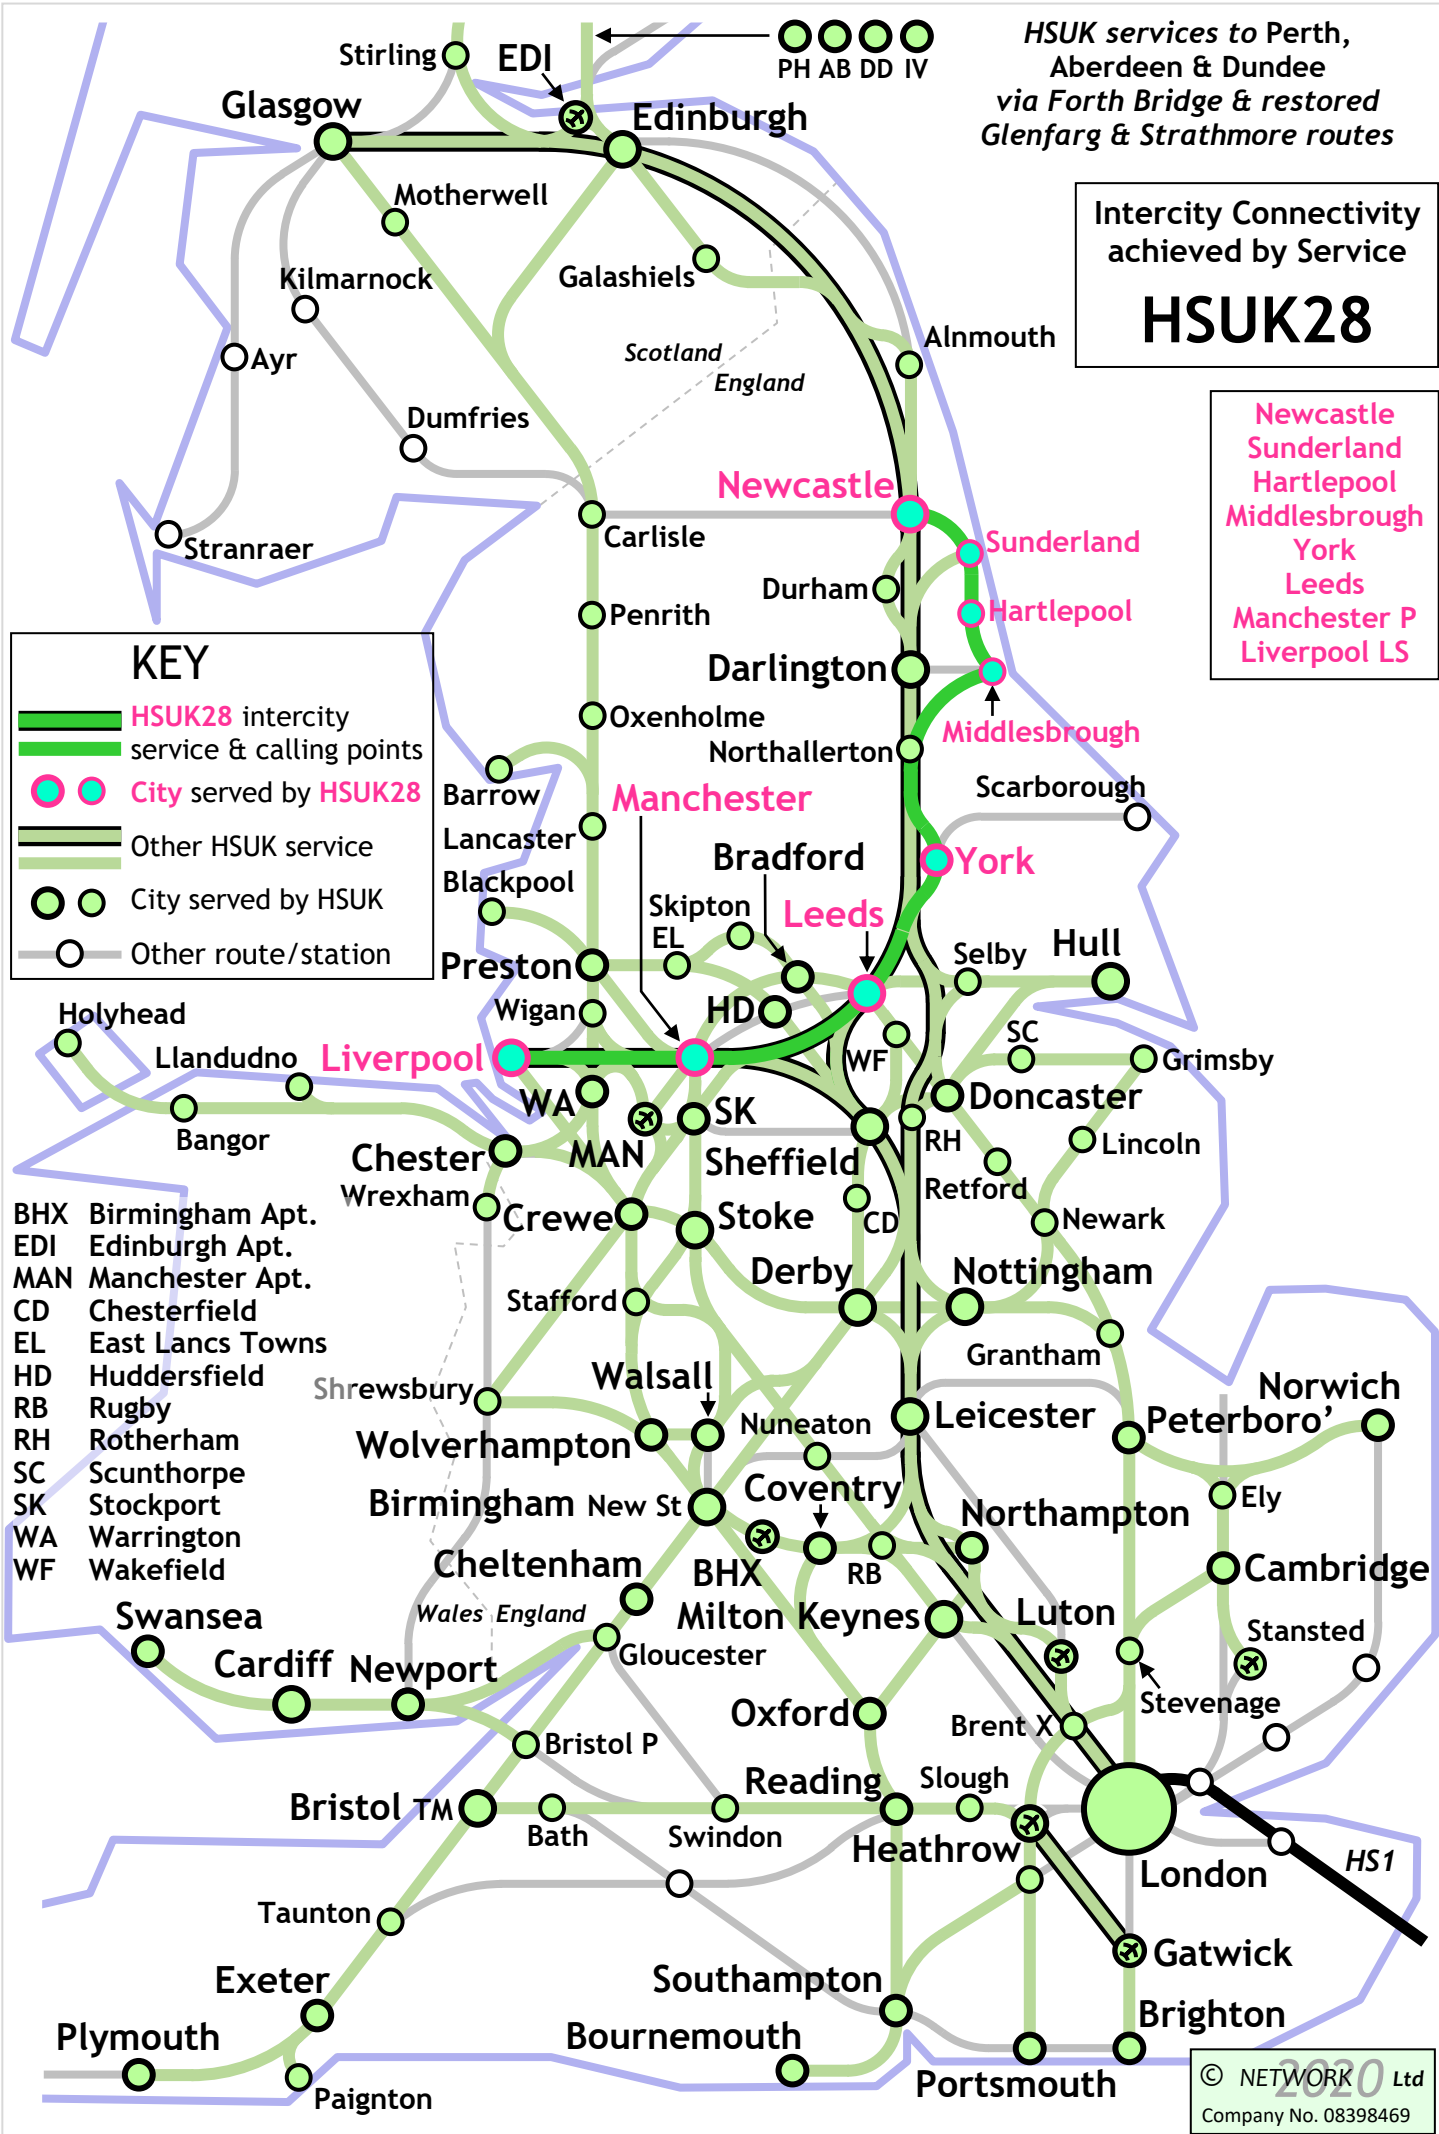 HSUK services to Perth,
Aberdeen & Dundee
via Forth Bridge & restored
Glenfarg & Strathmore routes
PH AB DD IV
Stirling
EDI
Glasgow
Edinburgh
Intercity Connectivity
achieved by Service
HSUK28
Motherwell
Kilmarnock
Galashiels
Alnmouth
Ayr
Scotland
England
Dumfries
Newcastle
Sunderland
Hartlepool
Middlesbrough
York
Leeds
Manchester P
Liverpool LS
Newcastle
Stranraer
Carlisle
Sunderland
Durham
Penrith
Hartlepool
Darlington
Oxenholme
Middlesbrough
Northallerton
KEY
HSUK28 intercity
service & calling points
City served by HSUK28
Other HSUK service
City served by HSUK
Other route/station
Barrow
Manchester
Scarborough
Lancaster
Bradford
York
Blackpool
Skipton
EL
Leeds
Preston
Selby
Hull
Wigan
HD
Holyhead
Llandudno
Liverpool
WF
SC
Grimsby
WA
SK
Doncaster
Bangor
MAN
RH
Lincoln
Chester
Sheffield
Retford
Wrexham
Crewe
Stoke
CD
Newark
BHX Birmingham Apt.
EDI Edinburgh Apt.
MAN Manchester Apt.
CD Chesterfield
EL East Lancs Towns
HD Huddersfield
RB Rugby
RH Rotherham
SC Scunthorpe
SK Stockport
WA Warrington
WF Wakefield
Derby
Nottingham
Stafford
Grantham
Walsall
Shrewsbury
Norwich
Nuneaton
Leicester
Peterboro’
Wolverhampton
Coventry
Ely
Birmingham New St
Northampton
Cheltenham
BHX
RB
Cambridge
Wales England
Milton Keynes
Luton
Swansea
Stansted
Gloucester
Cardiff
Newport
Stevenage
Oxford
Brent X
Bristol P
Reading
Slough
Bristol TM
Bath
Swindon
Heathrow
HS1
London
Taunton
Gatwick
Exeter
Southampton
Brighton
Plymouth
Bournemouth
Portsmouth
Paignton
© NETWORK 2020 Ltd
Company No. 08398469